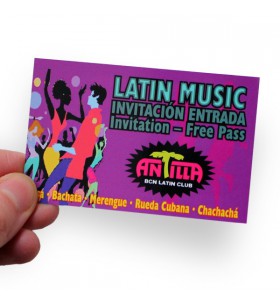 LATIN MUSIC
INVITACIÓN ENTRADA
Invitation – Free Pass
ANTILLA
BCN LATIN CLUB
· Bachata · Merengue · Rueda Cubana · Chachachá